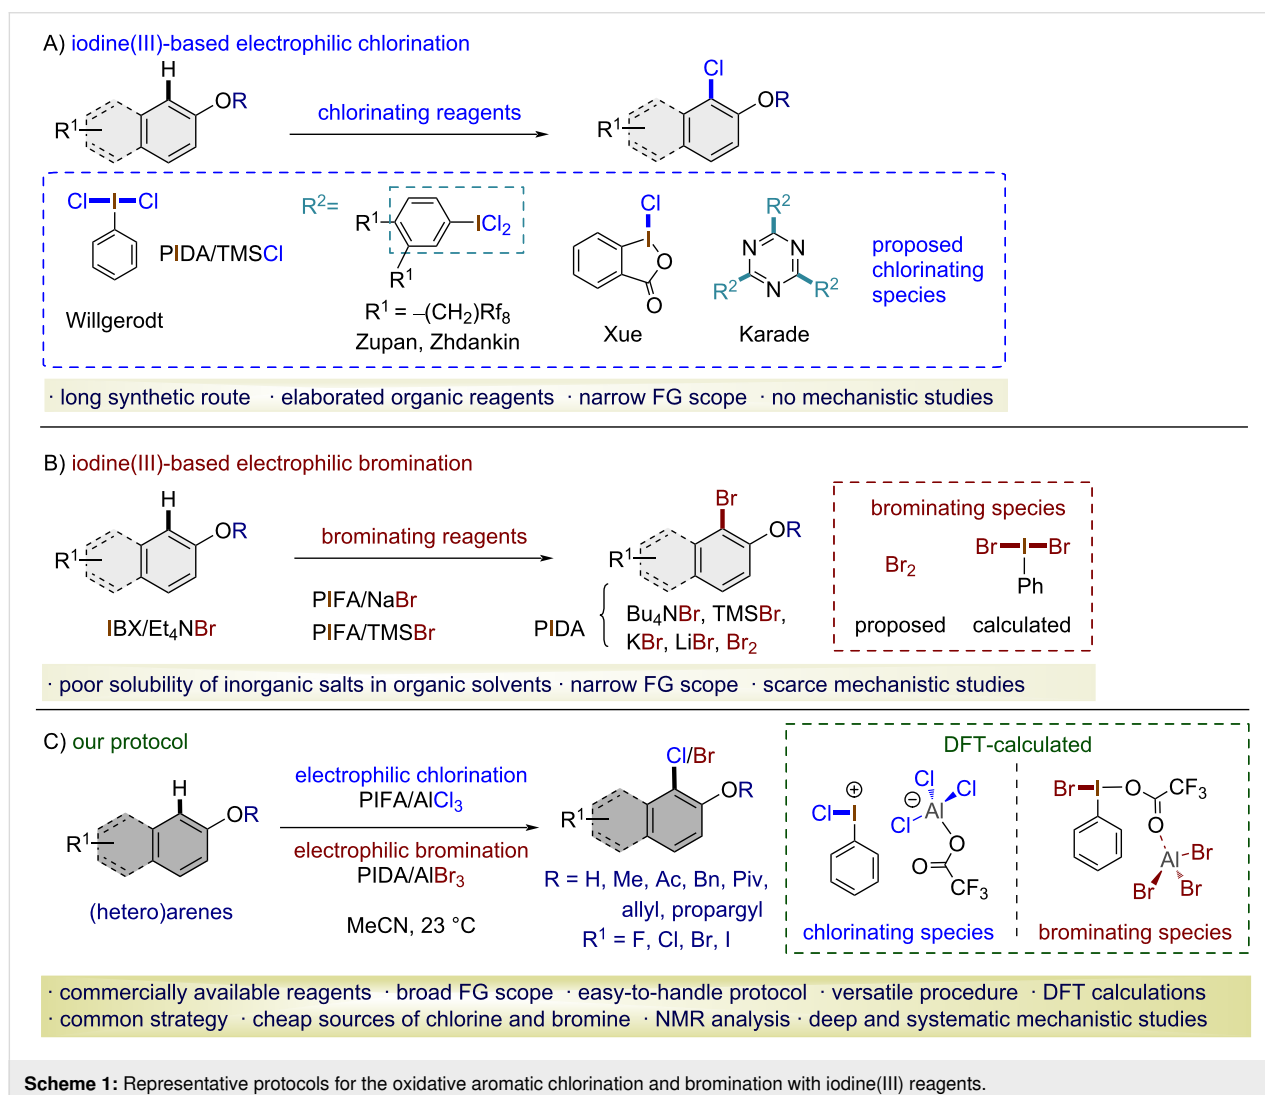 A) iodine(III)-based electrophilic chlorination
H
OR
R¹
chlorinating reagents
Cl
OR
R¹
Cl–I–Cl
PIDA/TMSCl
Willgerodt
R²=
R¹
ICl₂
R¹
R¹ = –(CH₂)Rf₈
Zupan, Zhdankin
Cl
I
O
O
Xue
R²
N N
R² N R²
Karade
proposed
chlorinating
species
· long synthetic route · elaborated organic reagents · narrow FG scope · no mechanistic studies
B) iodine(III)-based electrophilic bromination
H
OR
R¹
IBX/Et₄NBr
brominating reagents
PIFA/NaBr
PIFA/TMSBr
Br
OR
R¹
PIDA
Bu₄NBr, TMSBr,
KBr, LiBr, Br₂
brominating species
Br₂
Br–I–Br
Ph
proposed calculated
· poor solubility of inorganic salts in organic solvents · narrow FG scope · scarce mechanistic studies
C) our protocol
H
OR
R¹
(hetero)arenes
electrophilic chlorination
PIFA/AlCl₃
electrophilic bromination
PIDA/AlBr₃
MeCN, 23 °C
Cl/Br
OR
R¹
R = H, Me, Ac, Bn, Piv,
allyl, propargyl
R¹ = F, Cl, Br, I
DFT-calculated
Cl–I
⊕
Cl
Cl
⊖
Al
Cl
O
O
CF₃
chlorinating species
Br–I–O
CF₃
O
Al
Br
Br
Br
brominating species
· commercially available reagents · broad FG scope · easy-to-handle protocol · versatile procedure · DFT calculations
· common strategy · cheap sources of chlorine and bromine · NMR analysis · deep and systematic mechanistic studies
Scheme 1: Representative protocols for the oxidative aromatic chlorination and bromination with iodine(III) reagents.